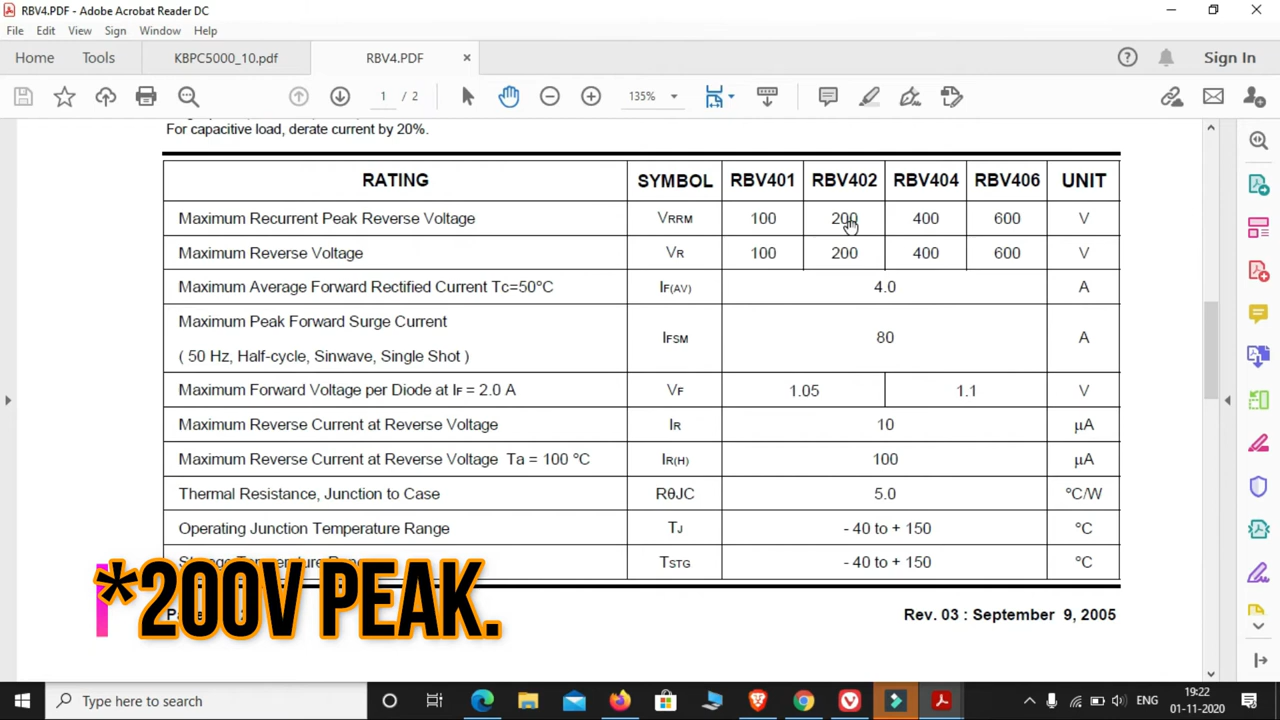 RBV4.PDF - Adobe Acrobat Reader DC
File Edit View Sign Window Help
Home Tools KBPC5000_10.pdf RBV4.PDF × Sign In
1 / 2 135%
For capacitive load, derate current by 20%.
RATING SYMBOL RBV401 RBV402 RBV404 RBV406 UNIT
Maximum Recurrent Peak Reverse Voltage VRRM 100 200 400 600 V
Maximum Reverse Voltage VR 100 200 400 600 V
Maximum Average Forward Rectified Current Tc=50°C IF(AV) 4.0 A
Maximum Peak Forward Surge Current
( 50 Hz, Half-cycle, Sinwave, Single Shot ) IFSM 80 A
Maximum Forward Voltage per Diode at IF = 2.0 A VF 1.05 1.1 V
Maximum Reverse Current at Reverse Voltage IR 10 μA
Maximum Reverse Current at Reverse Voltage Ta = 100 °C IR(H) 100 μA
Thermal Resistance, Junction to Case RθJC 5.0 °C/W
Operating Junction Temperature Range TJ - 40 to + 150 °C
TSTG - 40 to + 150 °C
*200V PEAK.
Rev. 03 : September 9, 2005
Type here to search
ENG 19:22
01-11-2020